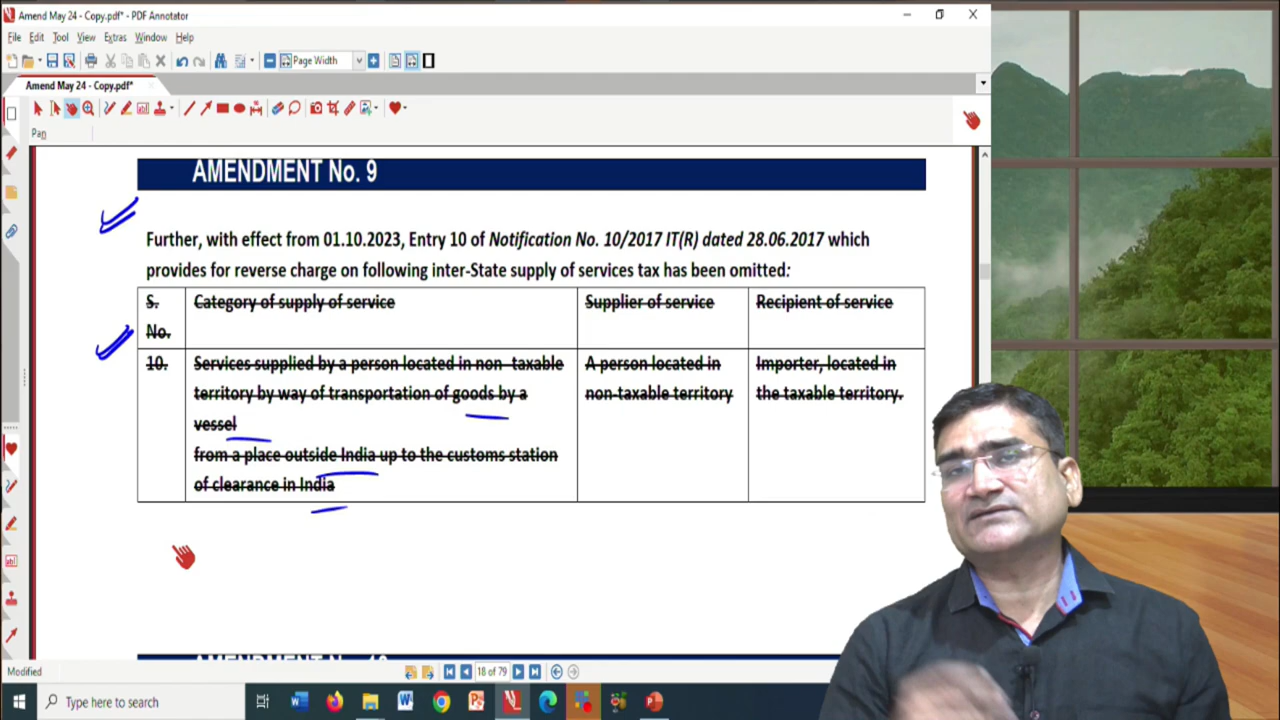 Amend May 24 - Copy.pdf* - PDF Annotator
File Edit Tool View Extras Window Help
Page Width
Amend May 24 - Copy.pdf*
Pan
AMENDMENT No. 9
Further, with effect from 01.10.2023, Entry 10 of Notification No. 10/2017 IT(R) dated 28.06.2017 which
provides for reverse charge on following inter-State supply of services tax has been omitted:
S. No.
Category of supply of service
Supplier of service
Recipient of service
10.
Services supplied by a person located in non- taxable
territory by way of transportation of goods by a
vessel
from a place outside India up to the customs station
of clearance in India
A person located in
non-taxable territory
Importer, located in
the taxable territory.
Modified
18 of 79
Type here to search